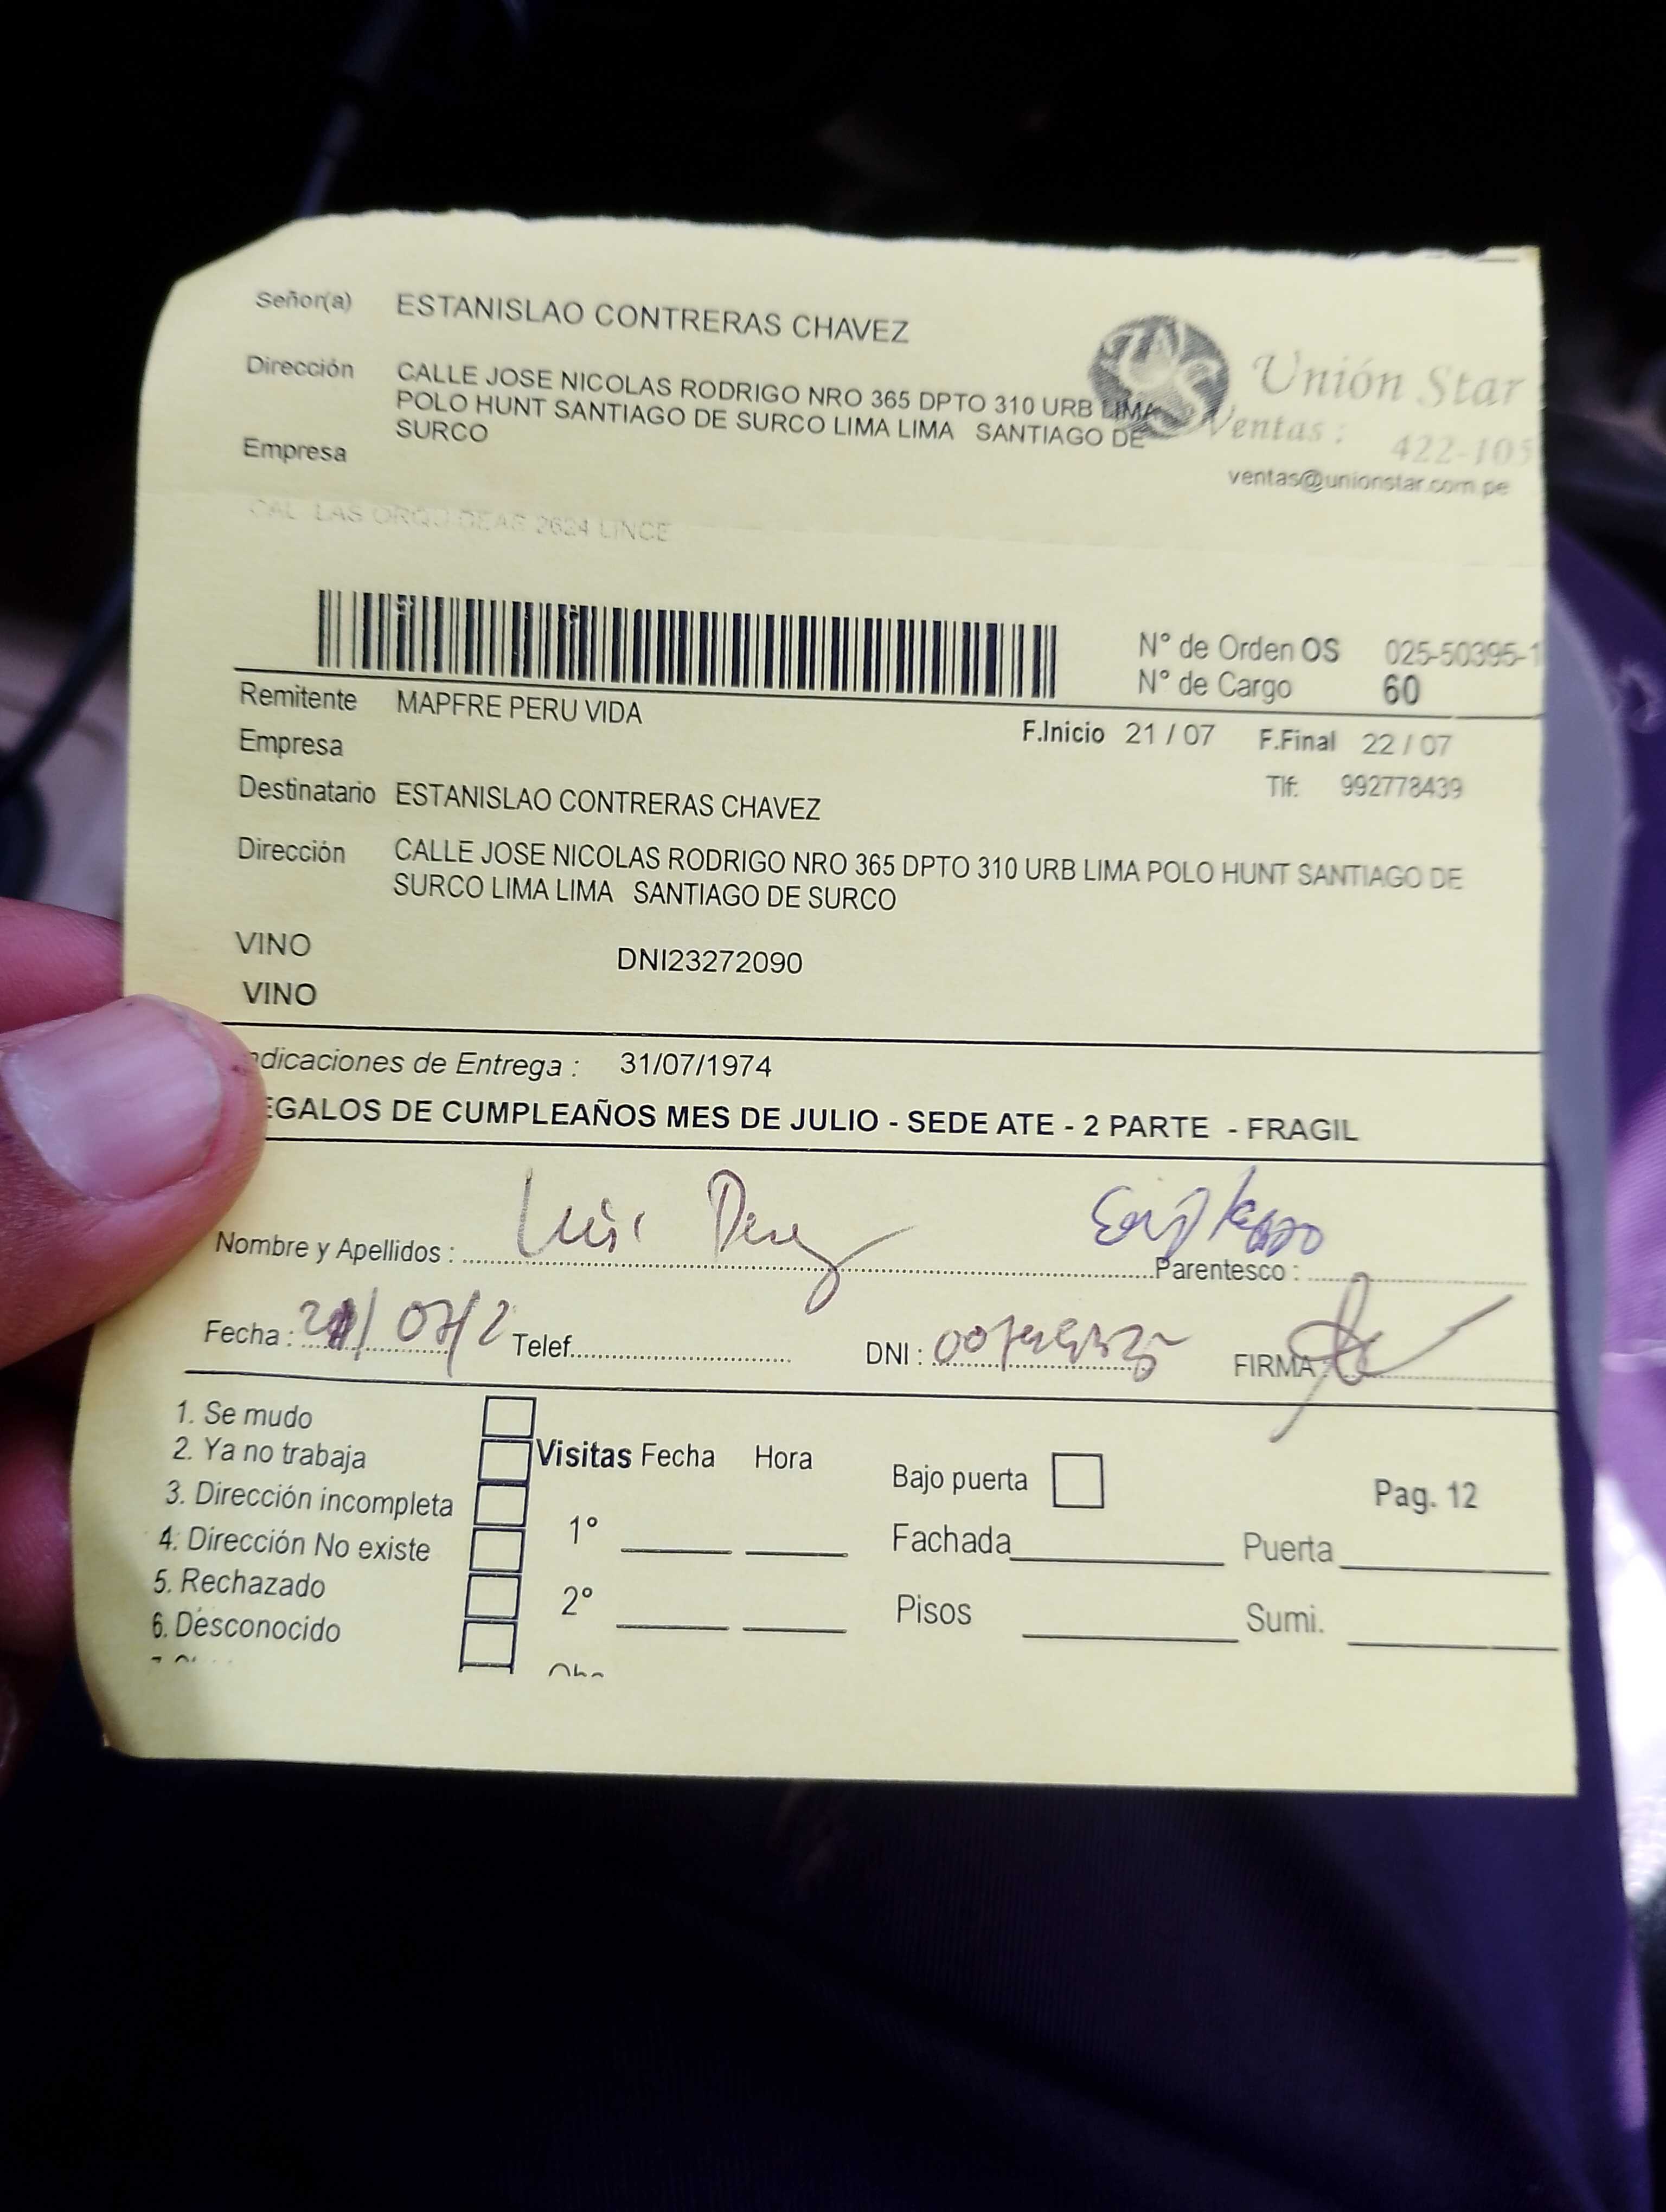 Señor(a) ESTANISLAO CONTRERAS CHAVEZ
Dirección CALLE JOSE NICOLAS RODRIGO NRO 365 DPTO 310 URB LIMA
POLO HUNT SANTIAGO DE SURCO LIMA LIMA SANTIAGO DE
SURCO
Unión Star
Ventas : 422-105
ventas@unionstar.com.pe
Empresa
2624 LINCE
N° de Orden OS 025-50395-1
N° de Cargo 60
Remitente MAPFRE PERU VIDA
F.Inicio 21 / 07 F.Final 22 / 07
Empresa
Tlf: 992778439
Destinatario ESTANISLAO CONTRERAS CHAVEZ
Dirección CALLE JOSE NICOLAS RODRIGO NRO 365 DPTO 310 URB LIMA POLO HUNT SANTIAGO DE
SURCO LIMA LIMA SANTIAGO DE SURCO
VINO DNI23272090
VINO
ndicaciones de Entrega : 31/07/1974
EGALOS DE CUMPLEAÑOS MES DE JULIO - SEDE ATE - 2 PARTE - FRAGIL
Nombre y Apellidos : Luis Parentesco :
Fecha : Telef. DNI : FIRMA :
1. Se mudo
2. Ya no trabaja
3. Dirección incompleta
4. Dirección No existe
5. Rechazado
6. Desconocido
Visitas Fecha Hora
1°
2°
Bajo puerta
Pag. 12
Fachada Puerta
Pisos Sumi.